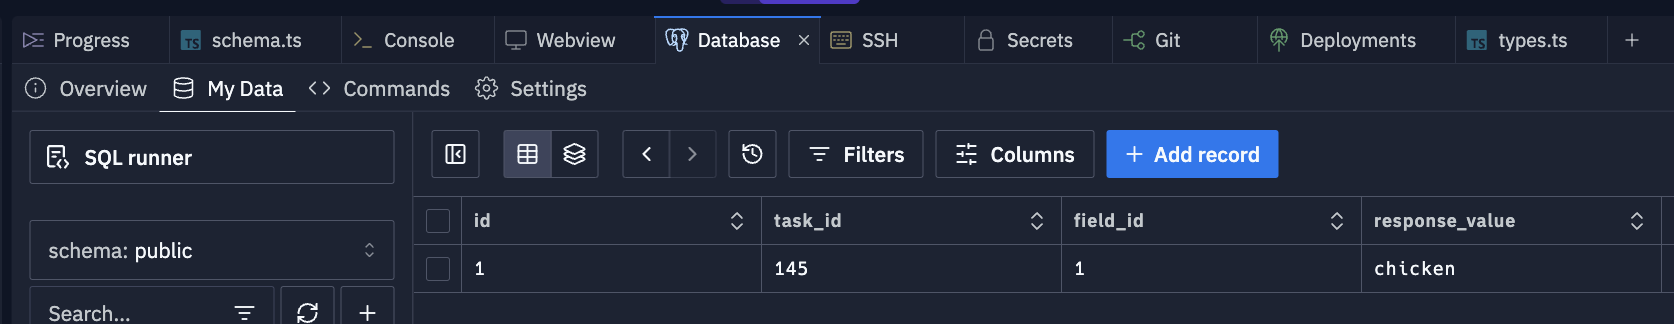 Progress TS schema.ts Console Webview Database SSH Secrets Git Deployments TS types.ts
Overview My Data Commands Settings
SQL runner
Filters Columns + Add record
id task_id field_id response_value
1 145 1 chicken
schema: public
Search...